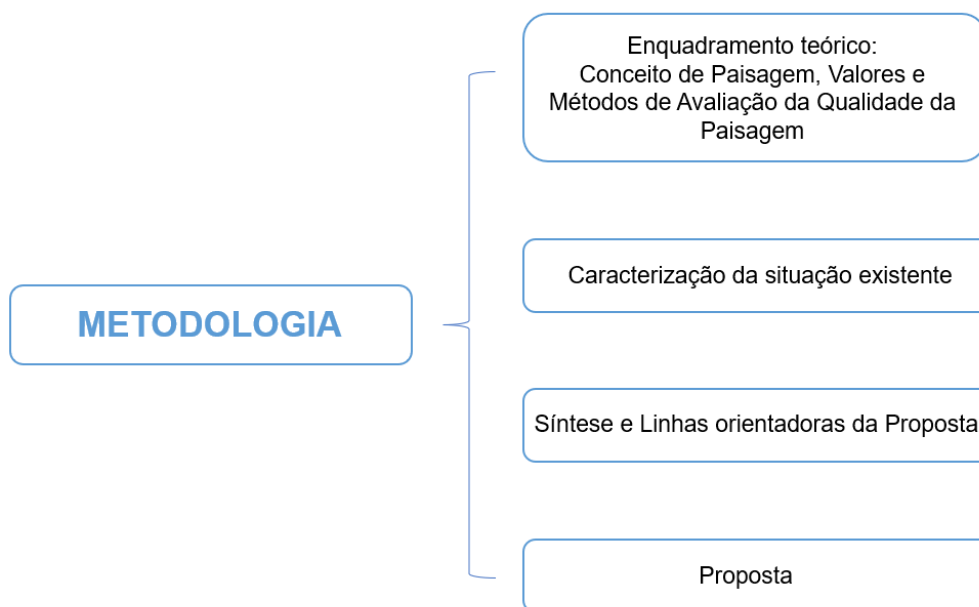 METODOLOGIA
Enquadramento teórico:
Conceito de Paisagem, Valores e
Métodos de Avaliação da Qualidade da
Paisagem
Caracterização da situação existente
Síntese e Linhas orientadoras da Proposta
Proposta